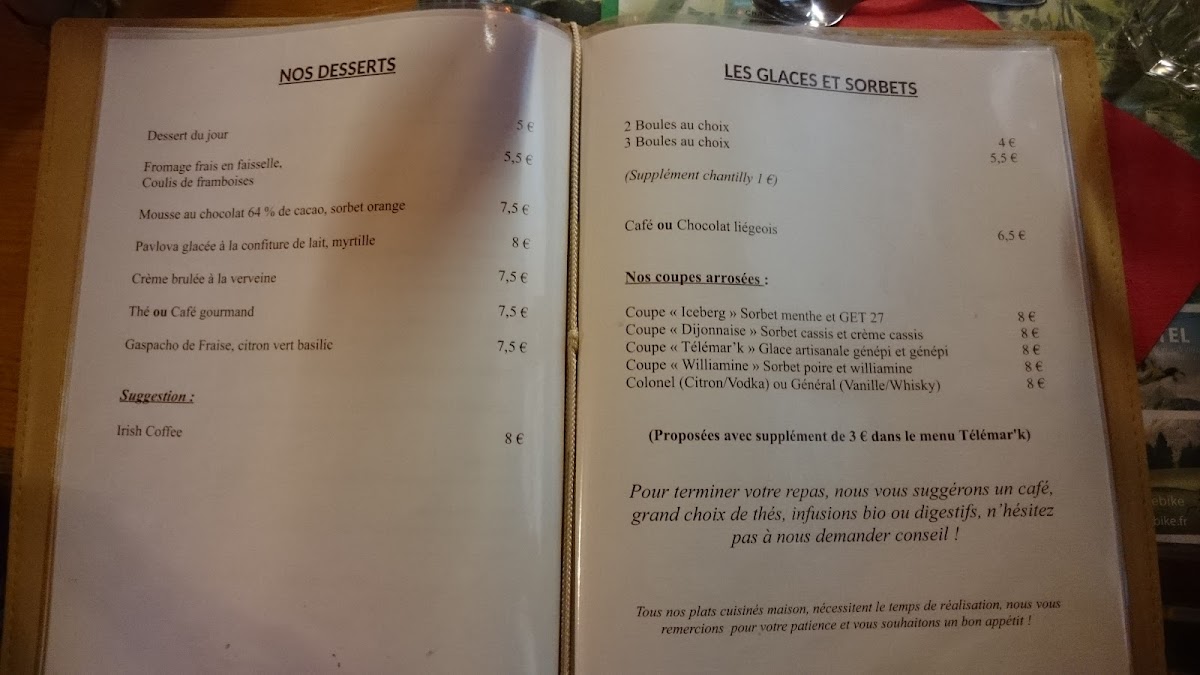 NOS DESSERTS
Dessert du jour 5 €
Fromage frais en faisselle, 5,5 €
Coulis de framboises
Mousse au chocolat 64 % de cacao, sorbet orange 7,5 €
Pavlova glacée à la confiture de lait, myrtille 8 €
Crème brulée à la verveine 7,5 €
Thé ou Café gourmand 7,5 €
Gaspacho de Fraise, citron vert basilic 7,5 €
Suggestion :
Irish Coffee 8 €
LES GLACES ET SORBETS
2 Boules au choix 4 €
3 Boules au choix 5,5 €
(Supplément chantilly 1 €)
Café ou Chocolat liégeois 6,5 €
Nos coupes arrosées :
Coupe « Iceberg » Sorbet menthe et GET 27 8 €
Coupe « Dijonnaise » Sorbet cassis et crème cassis 8 €
Coupe « Télémar’k » Glace artisanale génépi et génépi 8 €
Coupe « Williamine » Sorbet poire et williamine 8 €
Colonel (Citron/Vodka) ou Général (Vanille/Whisky) 8 €
(Proposées avec supplément de 3 € dans le menu Télémar'k)
Pour terminer votre repas, nous vous suggérons un café,
grand choix de thés, infusions bio ou digestifs, n’hésitez
pas à nous demander conseil !
Tous nos plats cuisinés maison, nécessitent le temps de réalisation, nous vous
remercions pour votre patience et vous souhaitons un bon appétit !
TEL
ebike
bike.fr